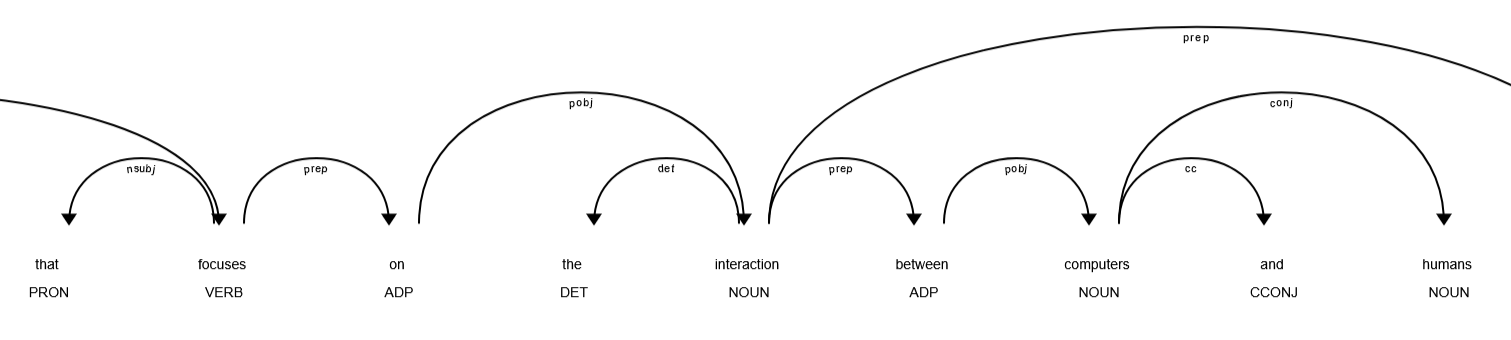 prep
pobj conj
nsubj prep det prep pobj cc
that focuses on the interaction between computers and humans
PRON VERB ADP DET NOUN ADP NOUN CCONJ NOUN